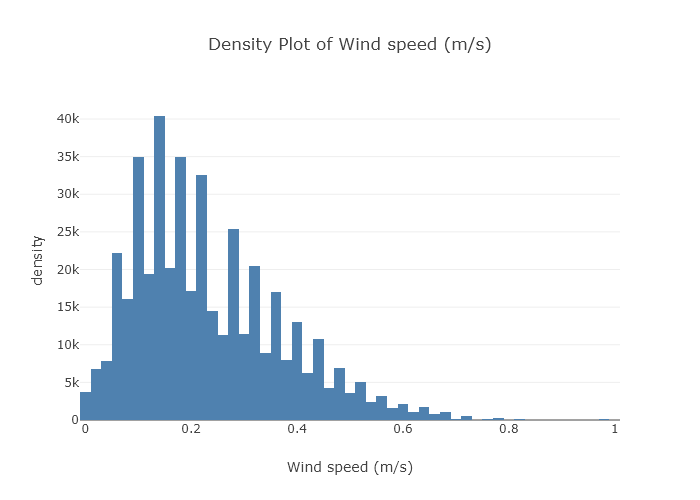 Density Plot of Wind speed (m/s)
density
40k
35k
30k
25k
20k
15k
10k
5k
0
0 0.2 0.4 0.6 0.8 1
Wind speed (m/s)